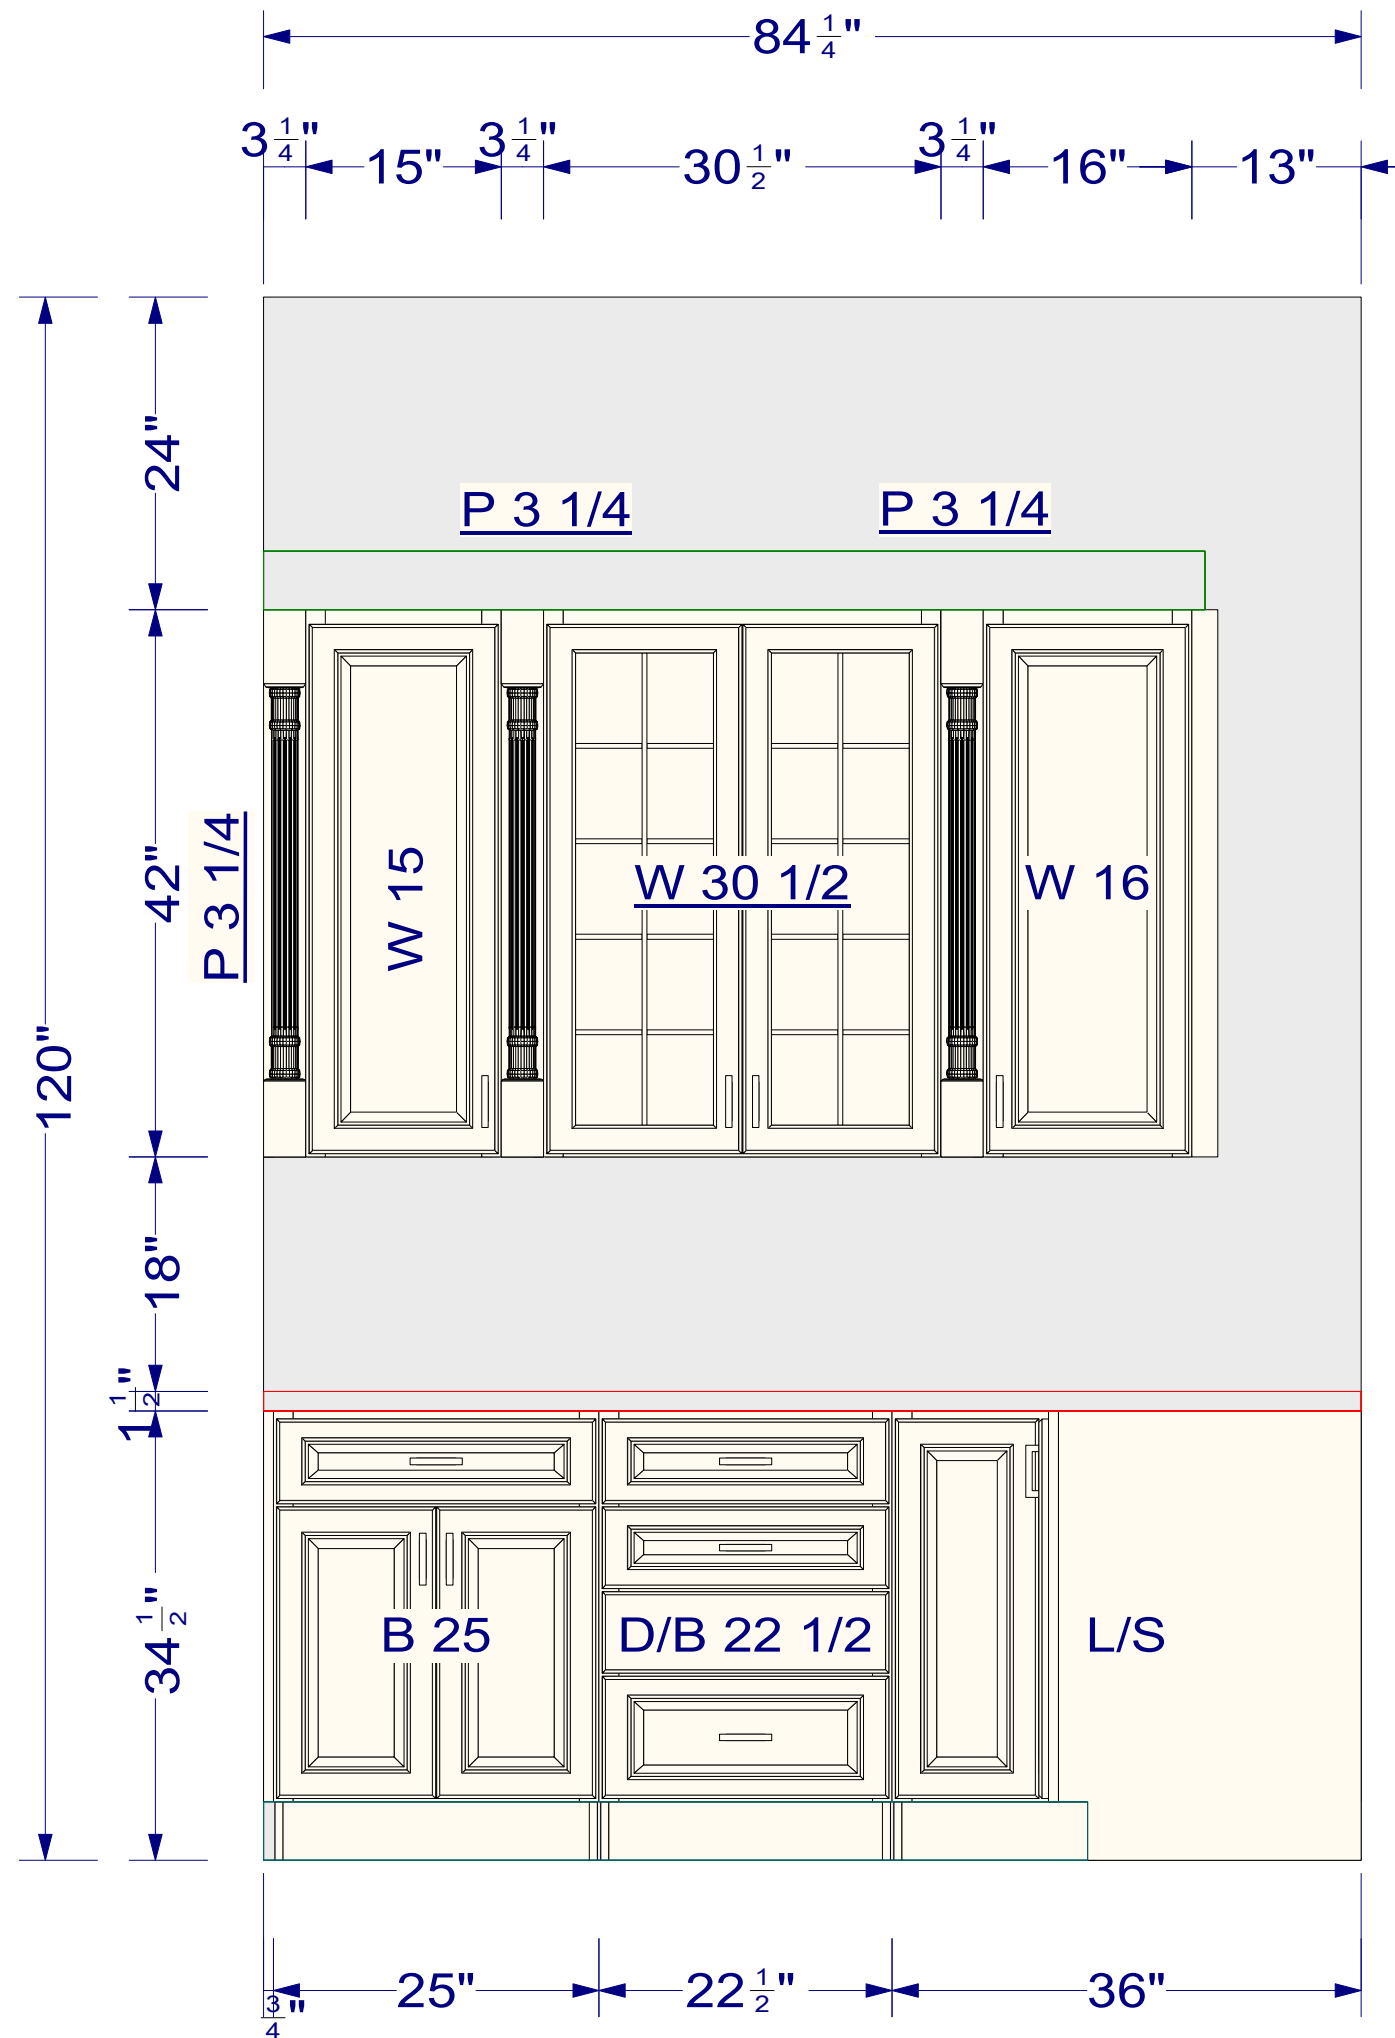 84 1/4"
3 1/4" 15" 3 1/4" 30 1/2" 3 1/4" 16" 13"
24"
P 3 1/4
P 3 1/4
42"
P 3 1/4
W 15
W 30 1/2
W 16
120"
18"
1 1/2"
34 1/2"
B 25
D/B 22 1/2
L/S
3/4" 25" 22 1/2" 36"